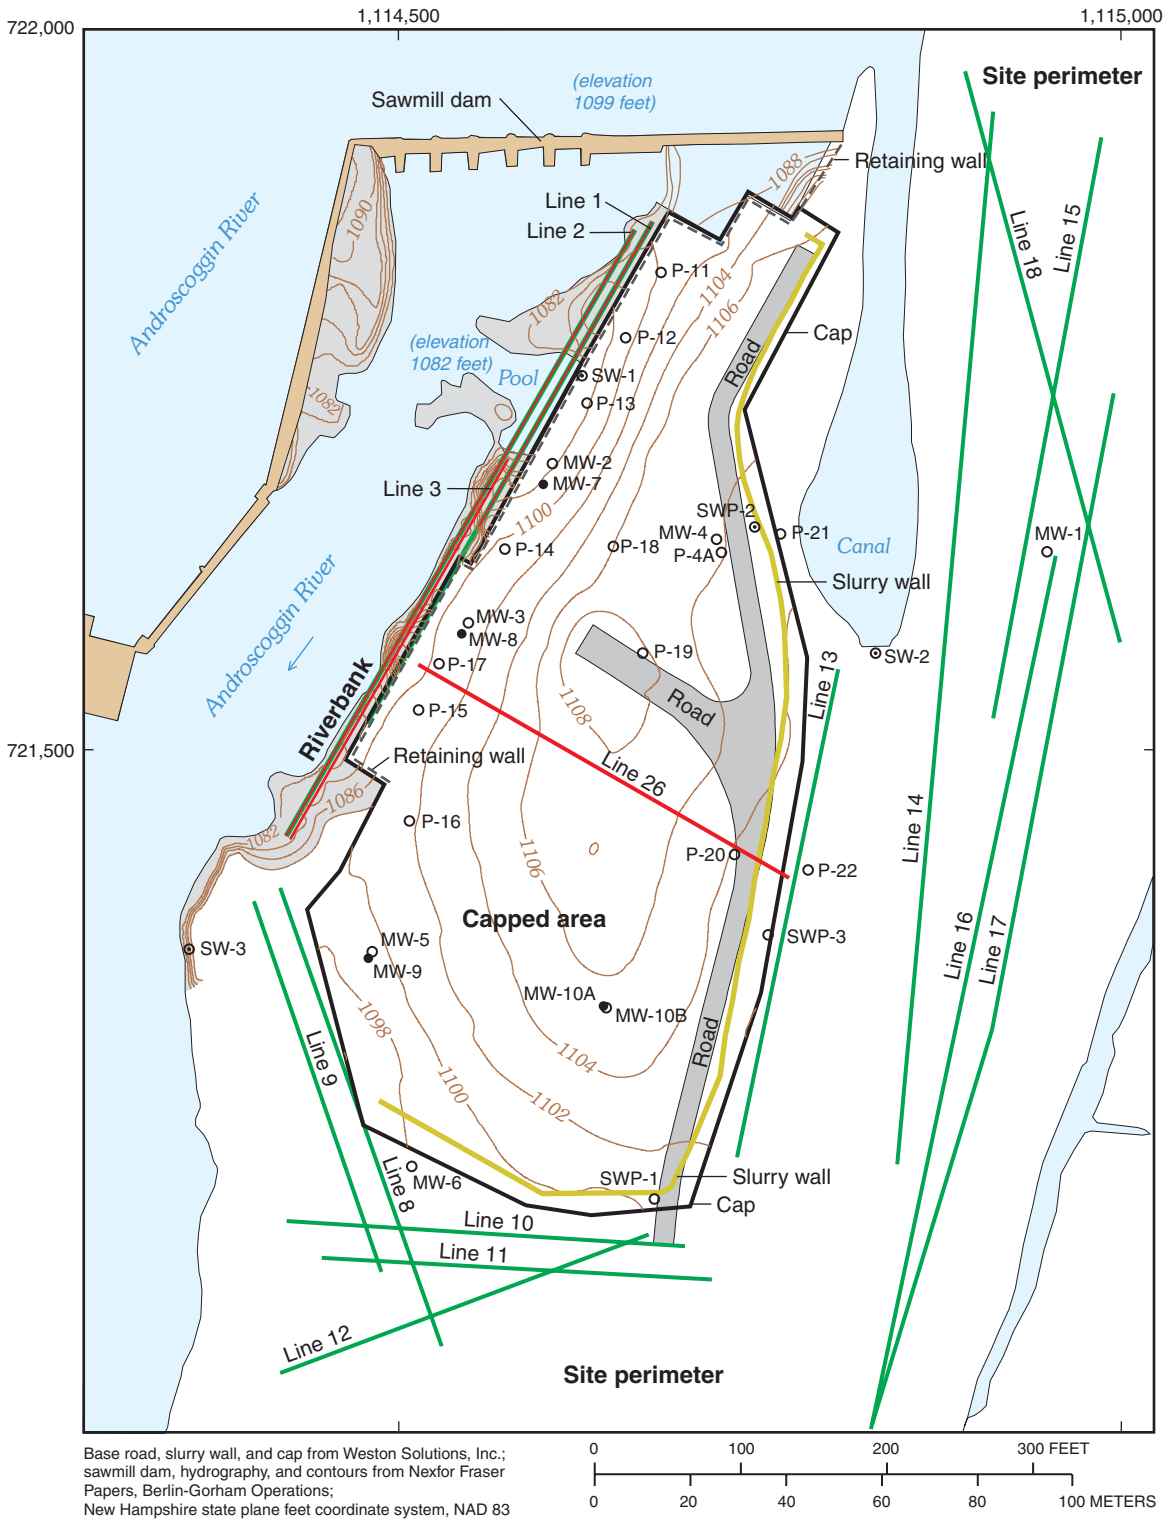 1,114,500
1,115,000
722,000
Site perimeter
(elevation
1099 feet)
Sawmill dam
1088
Retaining wall
1090
Line 1
Line 2
Line 18
Line 15
Androscoggin River
P-11
1104
1106
1082
P-12
Cap
(elevation
1082 feet)
Pool
Road
SW-1
1082
P-13
MW-2
MW-7
Line 3
1100
SWP-2
MW-4
P-21
MW-1
P-14
P-18
P-4A
Canal
Androscoggin River
Slurry wall
MW-3
MW-8
P-19
SW-2
P-17
Line 13
Riverbank
1108
Road
P-15
721,500
Retaining wall
Line 26
1086
Line 14
P-16
1082
P-20
1106
P-22
Capped area
SWP-3
Line 16
Line 17
SW-3
MW-5
MW-9
MW-10A
MW-10B
1098
Road
Line 9
1104
1100
1102
Line 8
MW-6
SWP-1
Slurry wall
Cap
Line 10
Line 11
Line 12
Site perimeter
Base road, slurry wall, and cap from Weston Solutions, Inc.;
sawmill dam, hydrography, and contours from Nexfor Fraser
Papers, Berlin-Gorham Operations;
New Hampshire state plane feet coordinate system, NAD 83
0 100 200 300 FEET
0 20 40 60 80 100 METERS